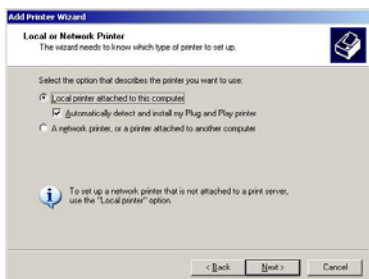 Add Printer Wizard
Local or Network Printer
The wizard needs to know which type of printer to set up.
Select the option that describes the printer you want to use:
Local printer attached to this computer
Automatically detect and install my Plug and Play printer
A network printer, or a printer attached to another computer
To set up a network printer that is not attached to a print server,
use the "Local printer" option.
< Back Next > Cancel